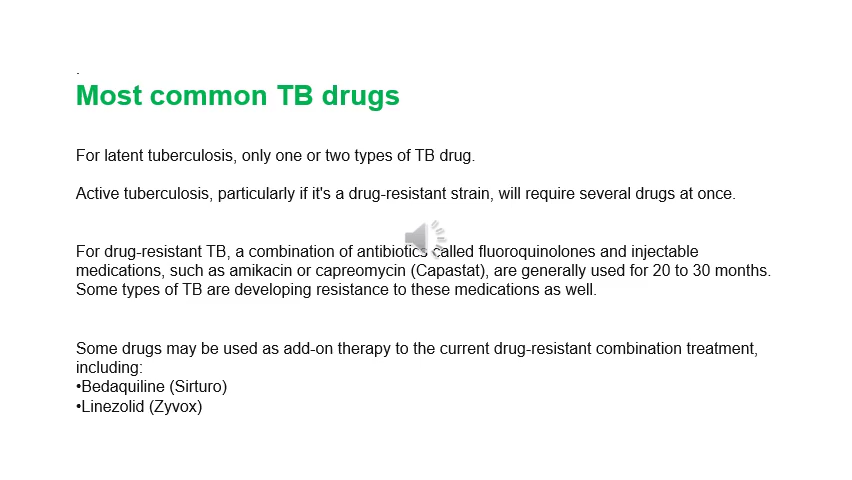 .
Most common TB drugs
For latent tuberculosis, only one or two types of TB drug.
Active tuberculosis, particularly if it's a drug-resistant strain, will require several drugs at once.
For drug-resistant TB, a combination of antibiotics called fluoroquinolones and injectable
medications, such as amikacin or capreomycin (Capastat), are generally used for 20 to 30 months.
Some types of TB are developing resistance to these medications as well.
Some drugs may be used as add-on therapy to the current drug-resistant combination treatment,
including:
•Bedaquiline (Sirturo)
•Linezolid (Zyvox)